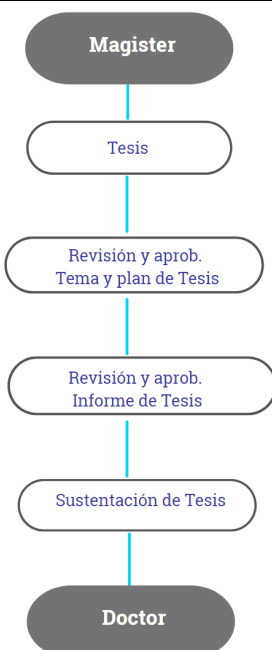 Magister
Tesis
Revisión y aprob.
Tema y plan de Tesis
Revisión y aprob.
Informe de Tesis
Sustentación de Tesis
Doctor